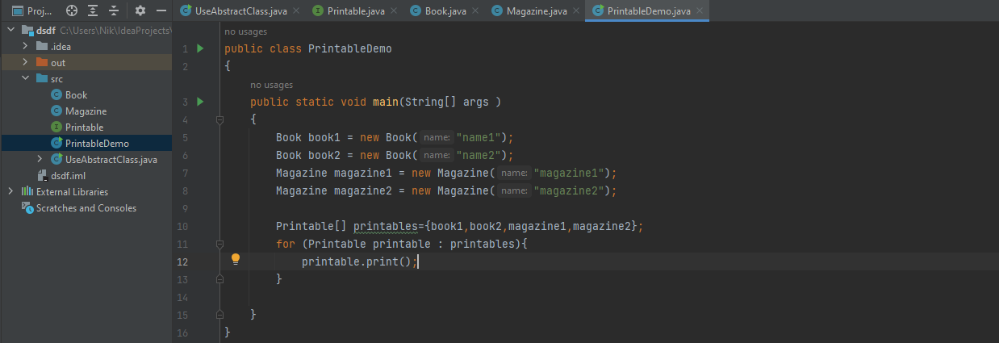 Proj...
UseAbstractClass.java
Printable.java
Book.java
Magazine.java
PrintableDemo.java
dsdf C:\Users\Nik\IdeaProjects\
.idea
out
src
Book
Magazine
Printable
PrintableDemo
UseAbstractClass.java
dsdf.iml
External Libraries
Scratches and Consoles
no usages
1 public class PrintableDemo
2 {
no usages
3 public static void main(String[] args )
4 {
5 Book book1 = new Book( name: "name1");
6 Book book2 = new Book( name: "name2");
7 Magazine magazine1 = new Magazine( name: "magazine1");
8 Magazine magazine2 = new Magazine( name: "magazine2");
9
10 Printable[] printables={book1,book2,magazine1,magazine2};
11 for (Printable printable : printables){
12 printable.print();
13 }
14
15 }
16 }